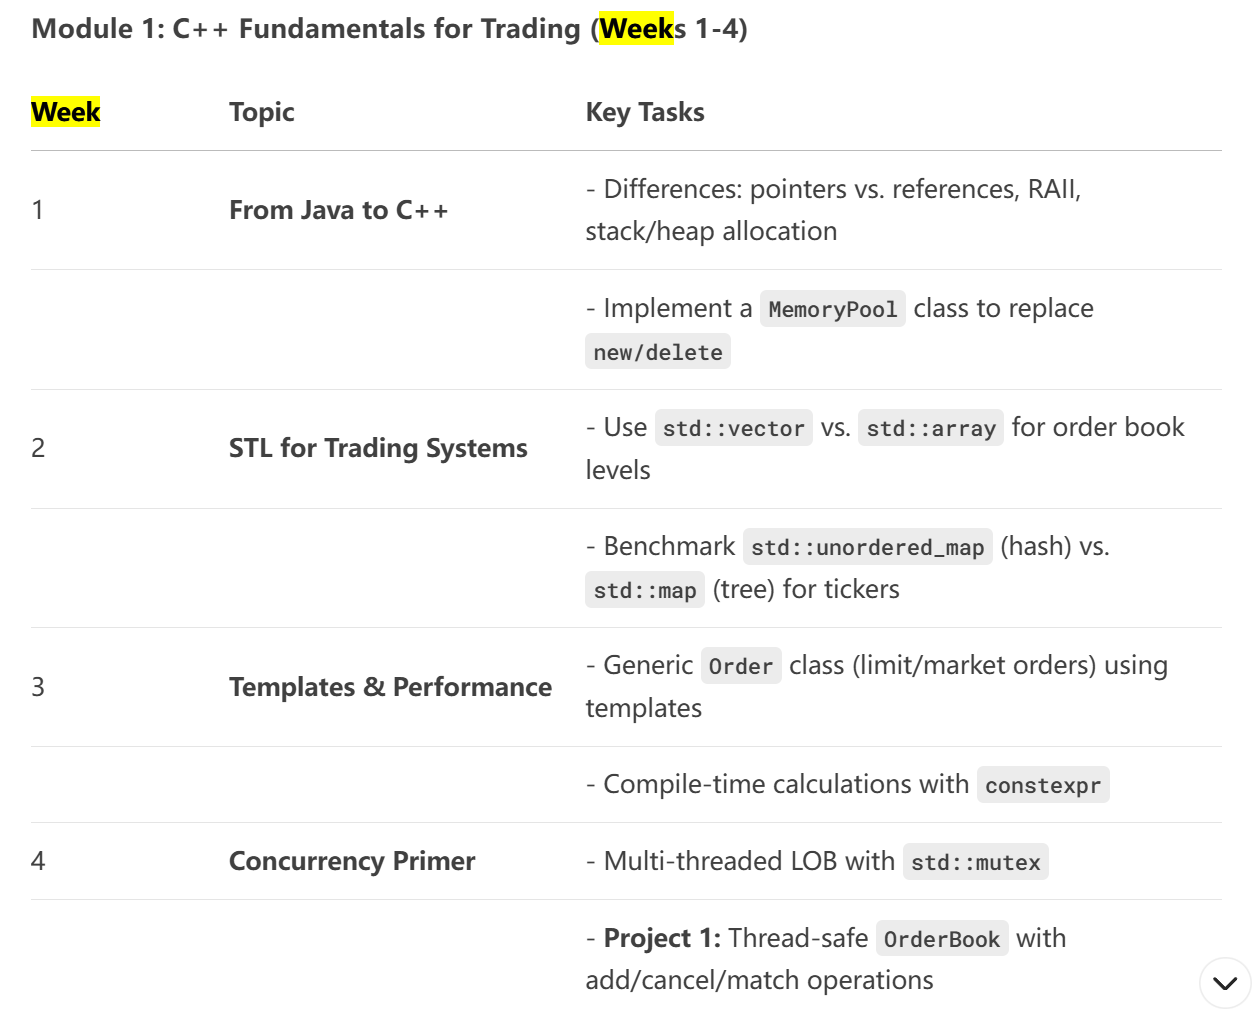 Module 1: C++ Fundamentals for Trading (Weeks 1-4)
Week Topic Key Tasks
1 From Java to C++ - Differences: pointers vs. references, RAII,
stack/heap allocation
- Implement a MemoryPool class to replace
new/delete
2 STL for Trading Systems - Use std::vector vs. std::array for order book
levels
- Benchmark std::unordered_map (hash) vs.
std::map (tree) for tickers
3 Templates & Performance - Generic Order class (limit/market orders) using
templates
- Compile-time calculations with constexpr
4 Concurrency Primer - Multi-threaded LOB with std::mutex
- Project 1: Thread-safe OrderBook with
add/cancel/match operations